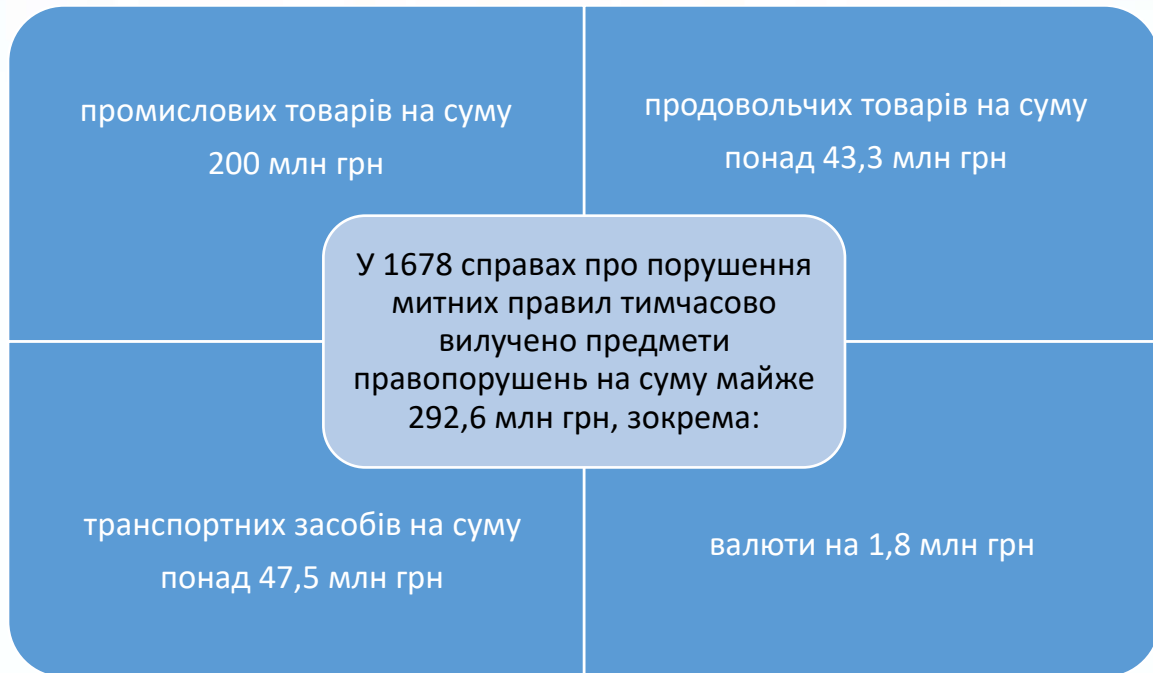 промислових товарів на суму
200 млн грн
продовольчих товарів на суму
понад 43,3 млн грн
У 1678 справах про порушення
митних правил тимчасово
вилучено предмети
правопорушень на суму майже
292,6 млн грн, зокрема:
транспортних засобів на суму
понад 47,5 млн грн
валюти на 1,8 млн грн